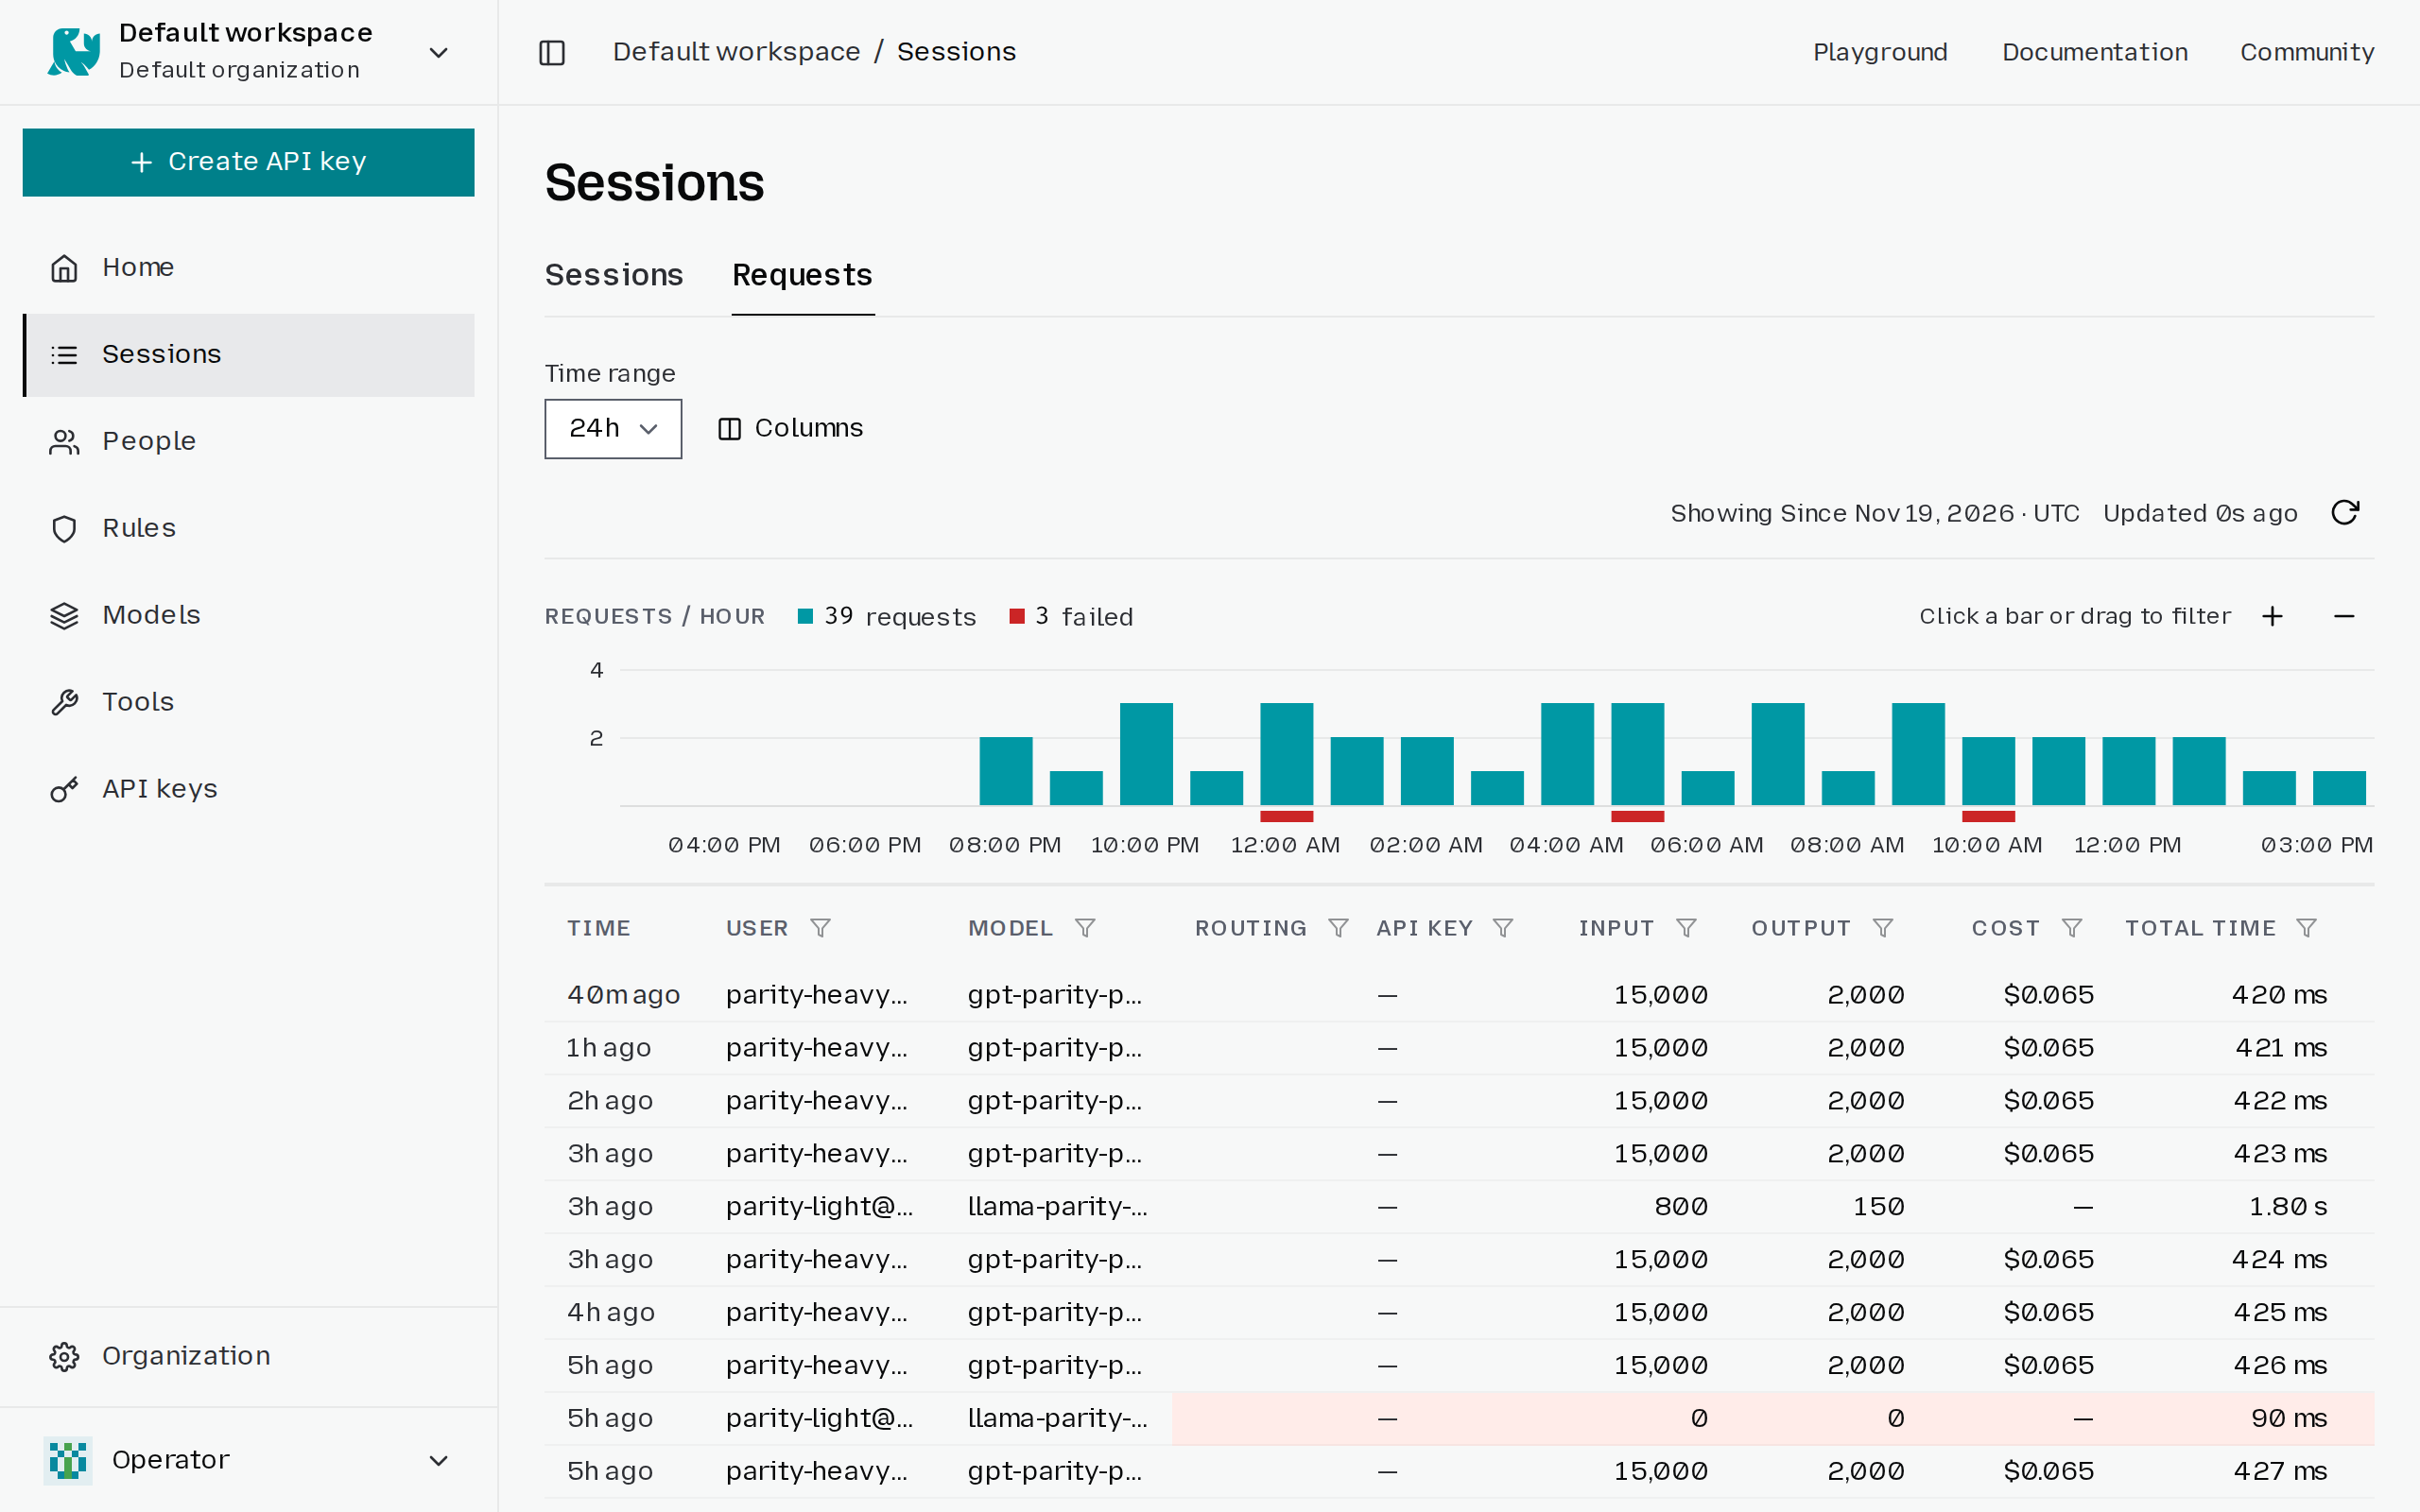 Default workspace
Default organization
Default workspace / Sessions
Playground
Documentation
Community
Create API key
Home
Sessions
People
Rules
Models
Tools
API keys
Organization
Operator
Sessions
Sessions
Requests
Time range
24h
Columns
Showing Since Nov 19, 2026 · UTC Updated 0s ago
REQUESTS / HOUR 39 requests 3 failed
Click a bar or drag to filter
4
2
04:00 PM 06:00 PM 08:00 PM 10:00 PM 12:00 AM 02:00 AM 04:00 AM 06:00 AM 08:00 AM 10:00 AM 12:00 PM 03:00 PM
TIME USER MODEL ROUTING API KEY INPUT OUTPUT COST TOTAL TIME
40m ago parity-heavy... gpt-parity-p... — 15,000 2,000 $0.065 420 ms
1h ago parity-heavy... gpt-parity-p... — 15,000 2,000 $0.065 421 ms
2h ago parity-heavy... gpt-parity-p... — 15,000 2,000 $0.065 422 ms
3h ago parity-heavy... gpt-parity-p... — 15,000 2,000 $0.065 423 ms
3h ago parity-light@... llama-parity-... — 800 150 — 1.80 s
3h ago parity-heavy... gpt-parity-p... — 15,000 2,000 $0.065 424 ms
4h ago parity-heavy... gpt-parity-p... — 15,000 2,000 $0.065 425 ms
5h ago parity-heavy... gpt-parity-p... — 15,000 2,000 $0.065 426 ms
5h ago parity-light@... llama-parity-... — 0 0 — 90 ms
5h ago parity-heavy... gpt-parity-p... — 15,000 2,000 $0.065 427 ms